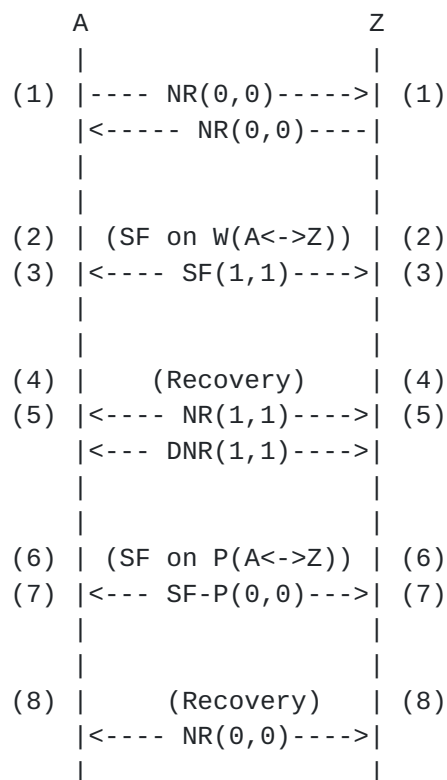 A                  Z
|                  |
(1) |---- NR(0,0)----->| (1)
|<----- NR(0,0)----|
|                  |
|                  |
(2) | (SF on W(A<->Z)) | (2)
(3) |<---- SF(1,1)---->| (3)
|                  |
|                  |
(4) |    (Recovery)    | (4)
(5) |<---- NR(1,1)---->| (5)
|<--- DNR(1,1)---->|
|                  |
|                  |
(6) | (SF on P(A<->Z)) | (6)
(7) |<--- SF-P(0,0)--->| (7)
|                  |
|                  |
(8) |     (Recovery)   | (8)
|<---- NR(0,0)---->|
|                  |